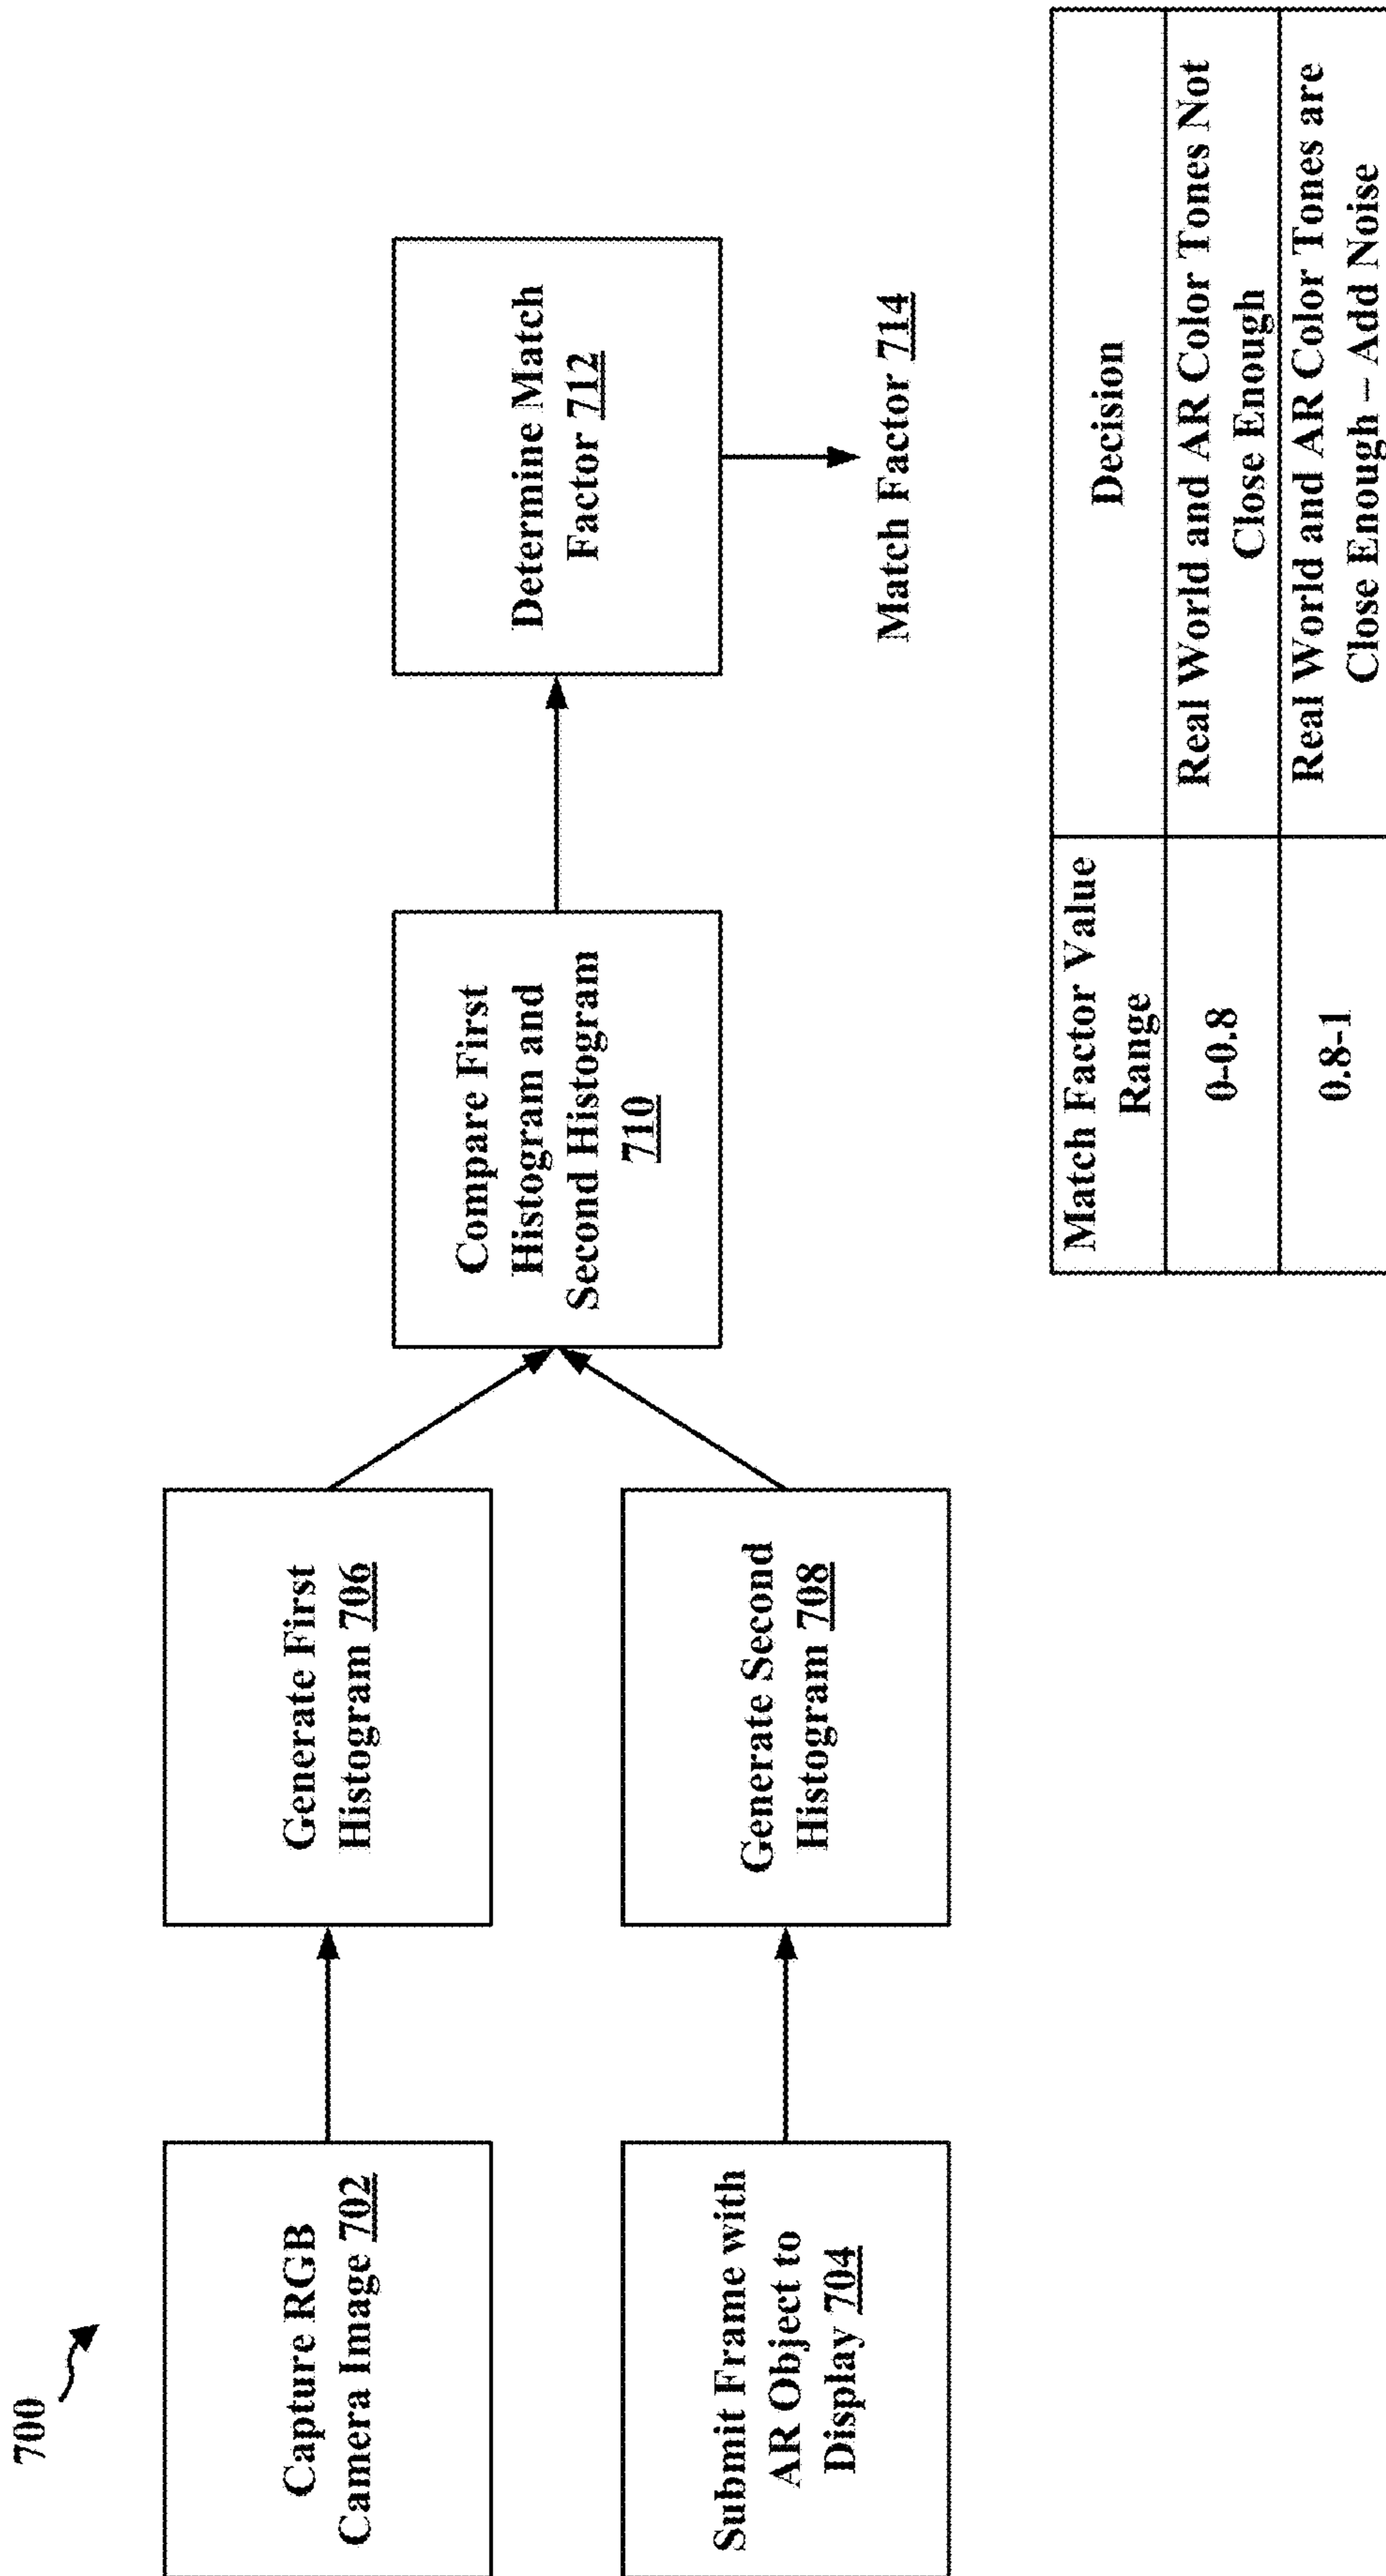 700
Capture RGB
Camera Image 702
Generate First
Histogram 706
Submit Frame with
AR Object to
Display 704
Generate Second
Histogram 708
Compare First
Histogram and
Second Histogram
710
Determine Match
Factor 712
Match Factor 714
Match Factor Value
Range
Decision
0-0.8
Real World and AR Color Tones Not
Close Enough
0.8-1
Real World and AR Color Tones are
Close Enough – Add Noise